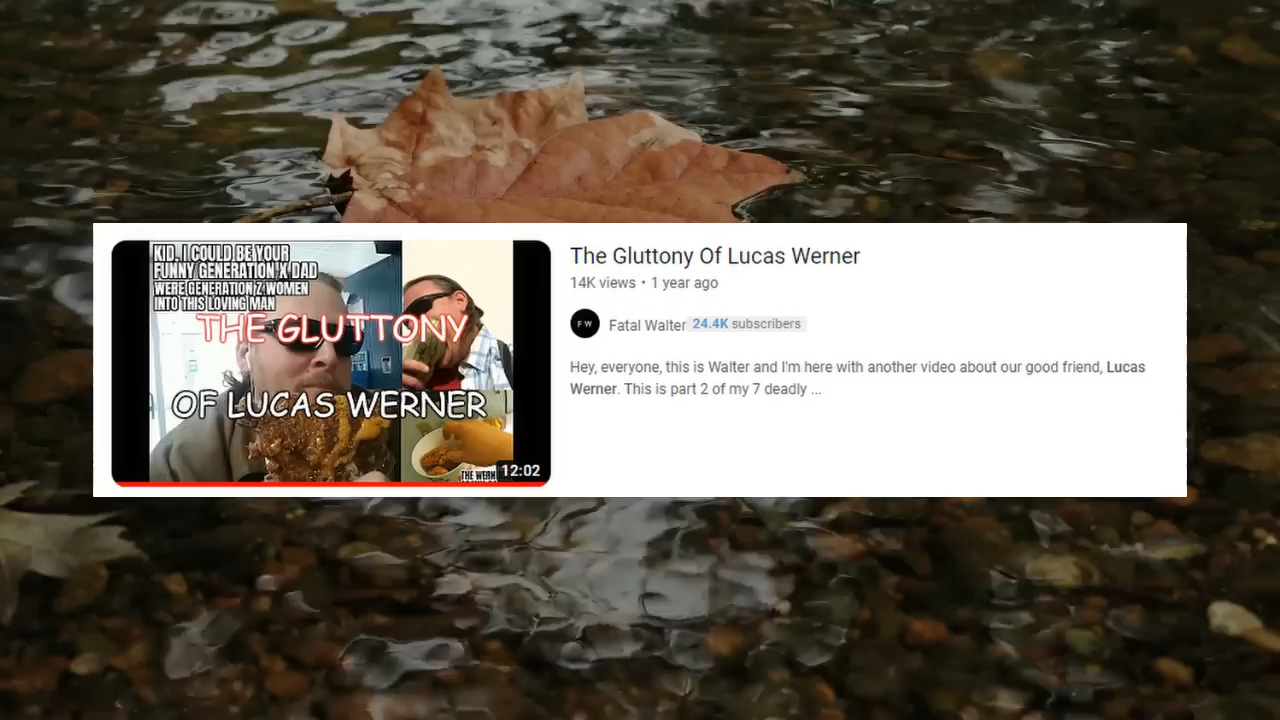 KID, I COULD BE YOUR
FUNNY GENERATION X DAD
WERE GENERATION Z WOMEN
INTO THIS LOVING MAN
THE GLUTTONY
OF LUCAS WERNER
THE WERN
12:02
The Gluttony Of Lucas Werner
14K views • 1 year ago
FW
Fatal Walter 24.4K subscribers
Hey, everyone, this is Walter and I'm here with another video about our good friend, Lucas
Werner. This is part 2 of my 7 deadly ...